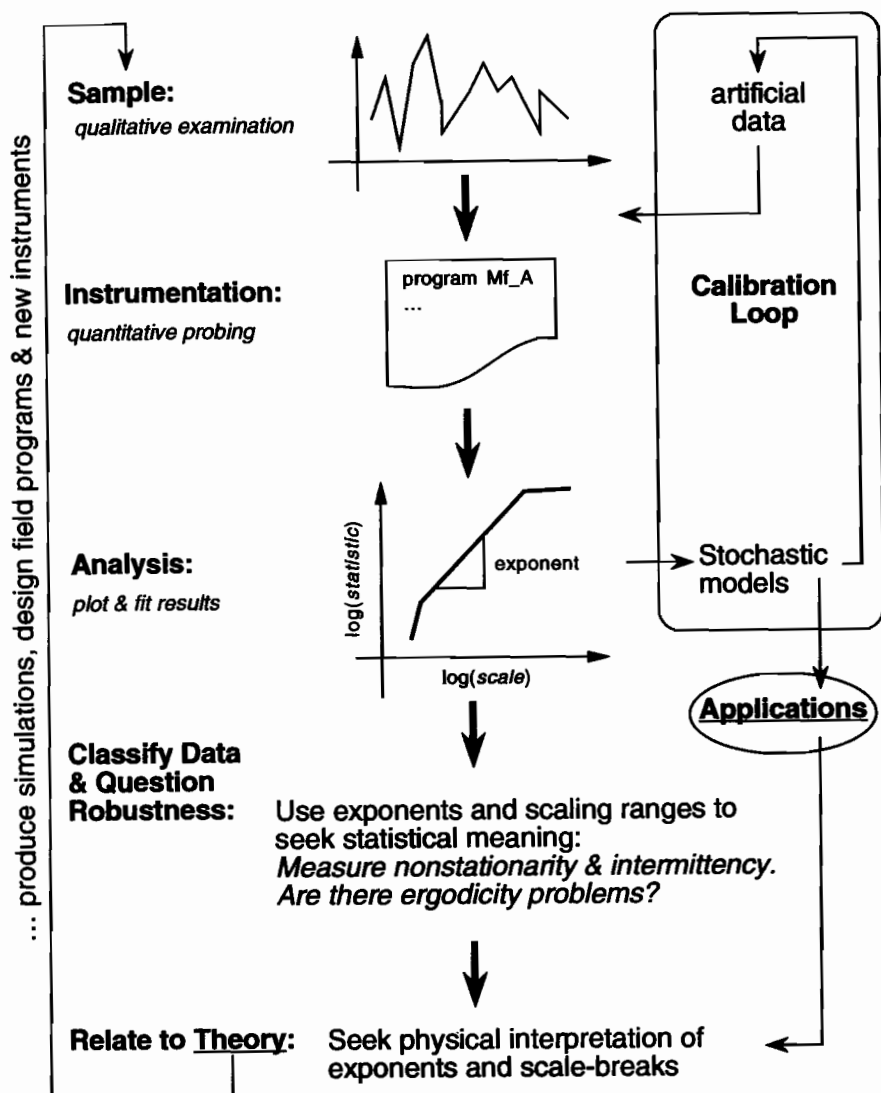 Sample:
qualitative examination
artificial
data
Instrumentation:
quantitative probing
program Mf_A
...
Calibration
Loop
Analysis:
plot & fit results
log(statistic)
exponent
log(scale)
Stochastic
models
Applications
Classify Data
& Question
Robustness:
Use exponents and scaling ranges to
seek statistical meaning:
Measure nonstationarity & intermittency.
Are there ergodicity problems?
Relate to Theory:
Seek physical interpretation of
exponents and scale-breaks
... produce simulations, design field programs & new instruments